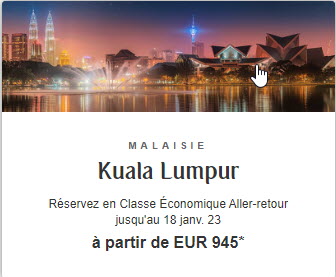 MALAISIE
Kuala Lumpur
Réservez en Classe Économique Aller-retour
jusqu'au 18 janv. 23
à partir de EUR 945*